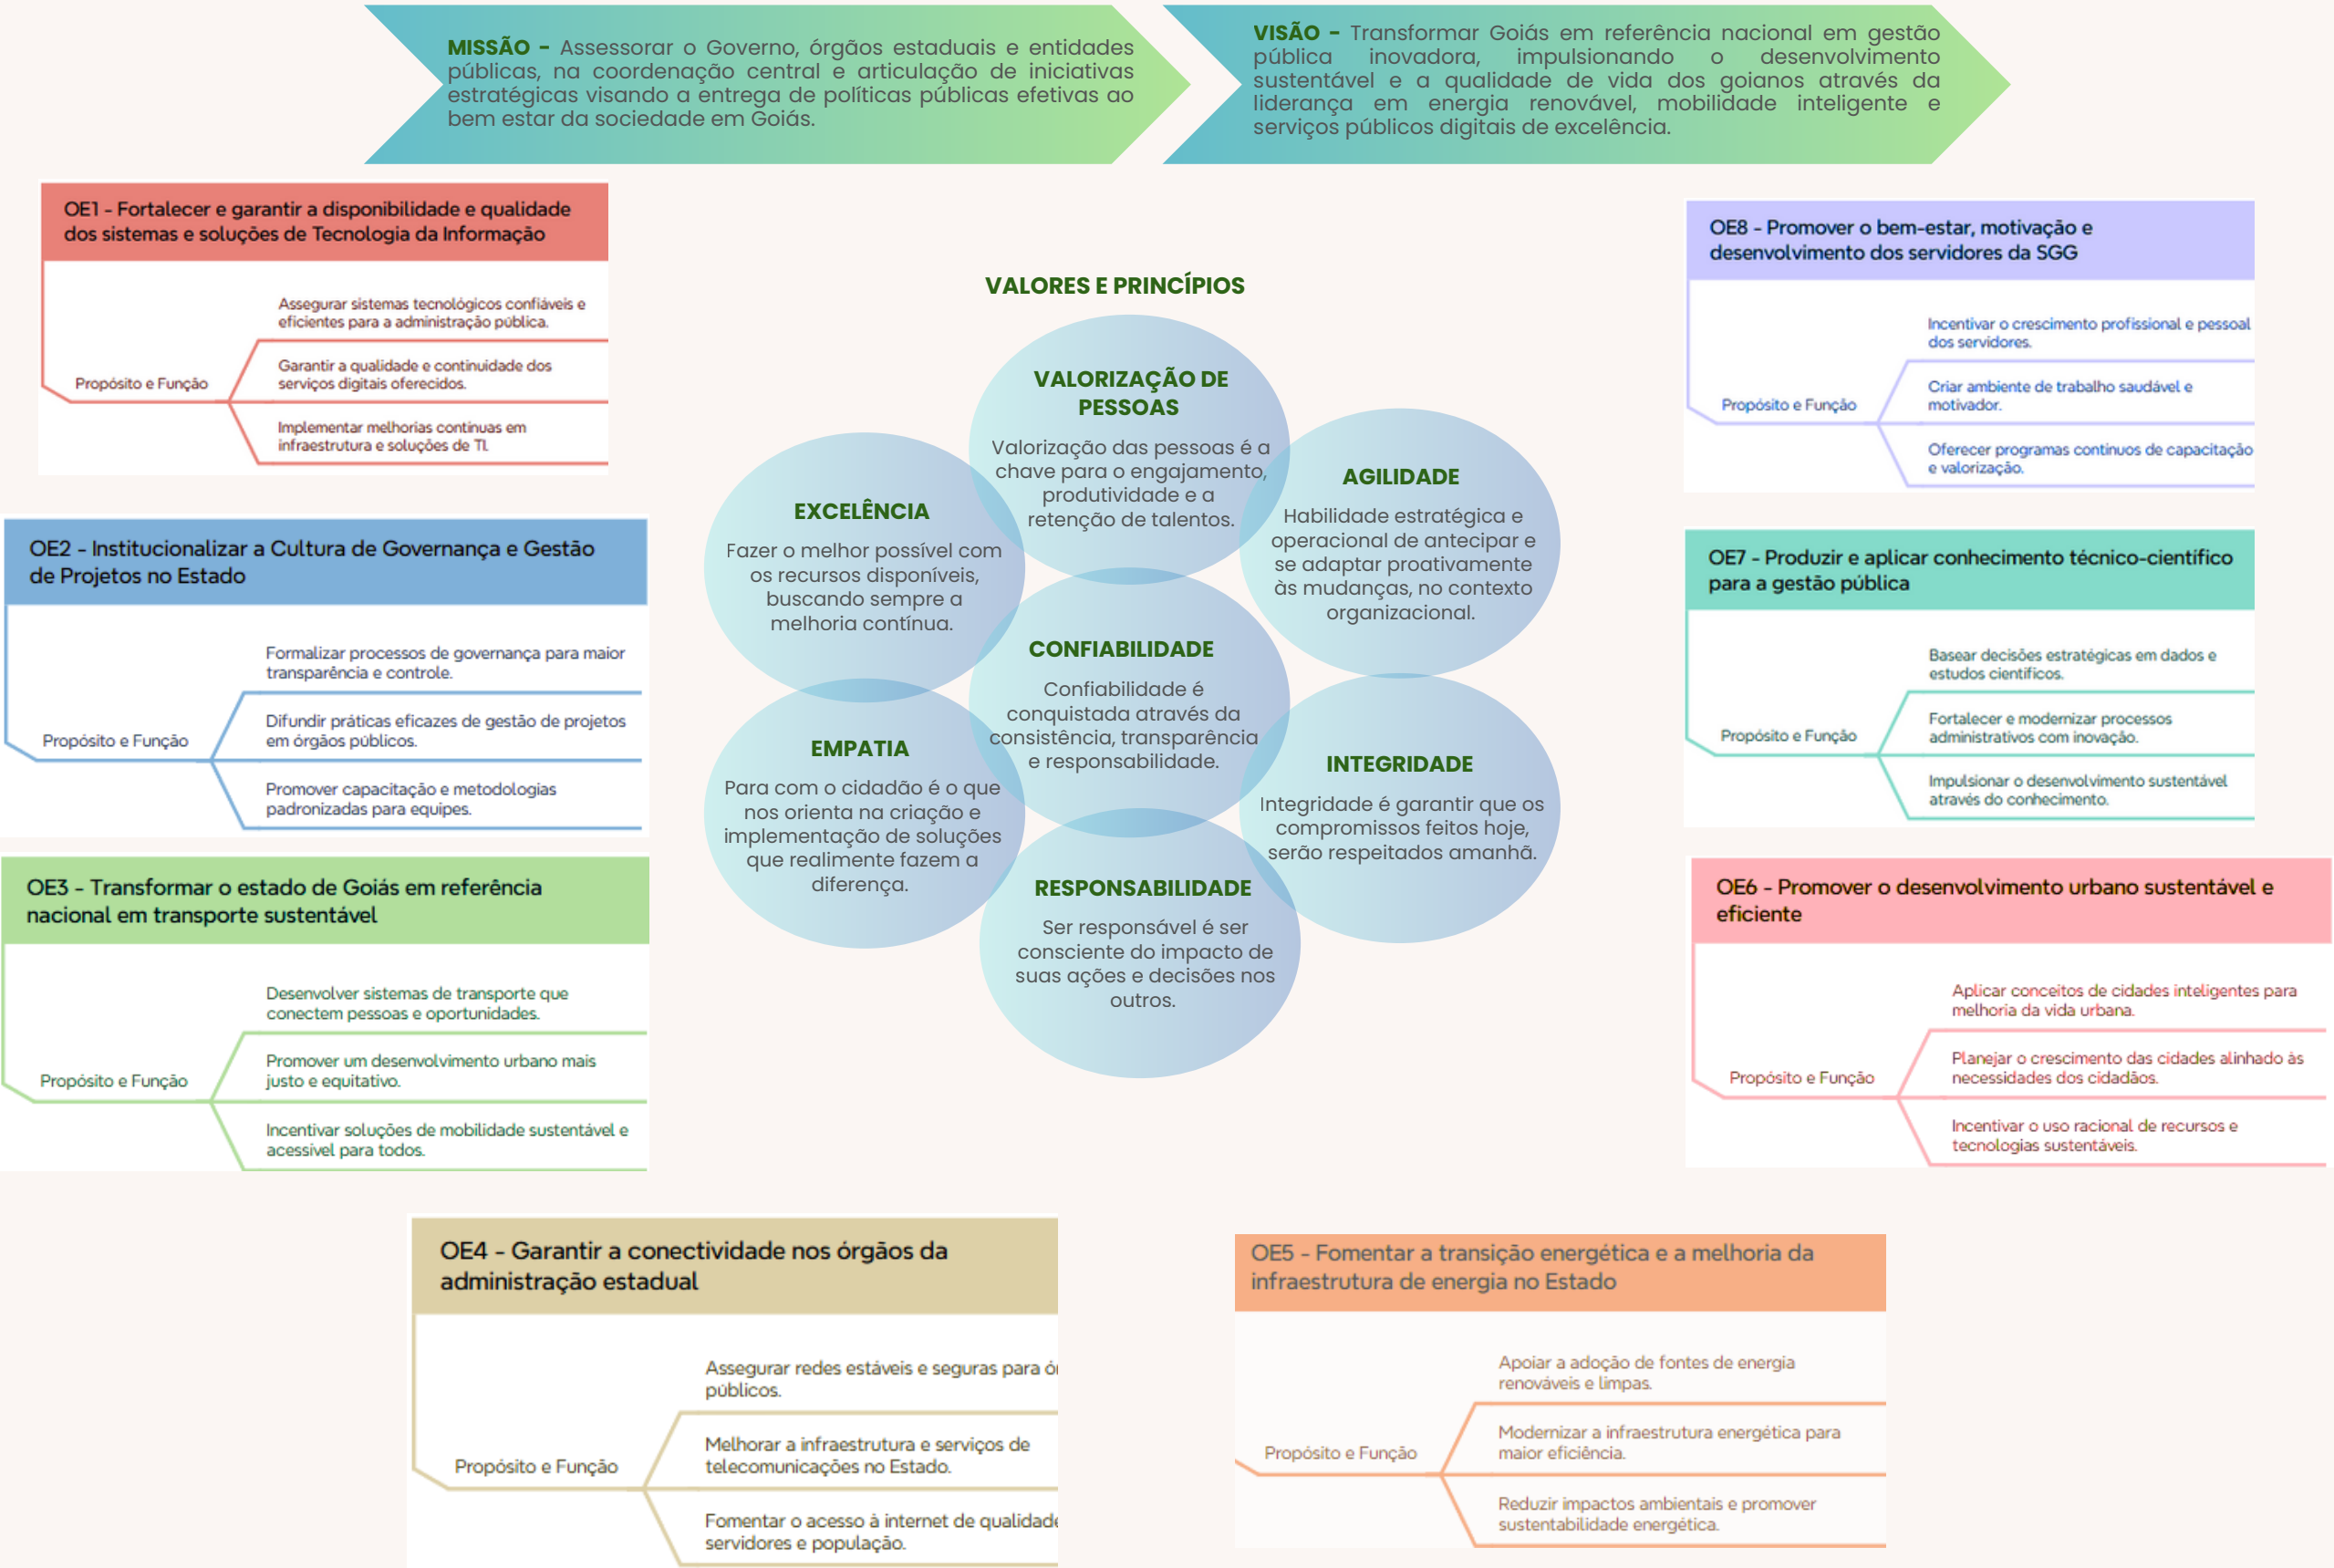 MISSÃO - Assessorar o Governo, órgãos estaduais e entidades
públicas, na coordenação central e articulação de iniciativas
estratégicas visando a entrega de políticas públicas efetivas ao
bem estar da sociedade em Goiás.
VISÃO - Transformar Goiás em referência nacional em gestão
pública inovadora, impulsionando o desenvolvimento
sustentável e a qualidade de vida dos goianos através da
liderança em energia renovável, mobilidade inteligente e
serviços públicos digitais de excelência.
OE1 - Fortalecer e garantir a disponibilidade e qualidade
dos sistemas e soluções de Tecnologia da Informação
Propósito e Função
Assegurar sistemas tecnológicos confiáveis e
eficientes para a administração pública.
Garantir a qualidade e continuidade dos
serviços digitais oferecidos.
Implementar melhorias contínuas em
infraestrutura e soluções de TI.
OE2 - Institucionalizar a Cultura de Governança e Gestão
de Projetos no Estado
Propósito e Função
Formalizar processos de governança para maior
transparência e controle.
Difundir práticas eficazes de gestão de projetos
em órgãos públicos.
Promover capacitação e metodologias
padronizadas para equipes.
OE3 - Transformar o estado de Goiás em referência
nacional em transporte sustentável
Propósito e Função
Desenvolver sistemas de transporte que
conectem pessoas e oportunidades.
Promover um desenvolvimento urbano mais
justo e equitativo.
Incentivar soluções de mobilidade sustentável e
acessível para todos.
VALORES E PRINCÍPIOS
VALORIZAÇÃO DE
PESSOAS
Valorização das pessoas é a
chave para o engajamento,
produtividade e a
retenção de talentos.
EXCELÊNCIA
Fazer o melhor possível com
os recursos disponíveis,
buscando sempre a
melhoria contínua.
AGILIDADE
Habilidade estratégica e
operacional de antecipar e
se adaptar proativamente
às mudanças, no contexto
organizacional.
CONFIABILIDADE
Confiabilidade é
conquistada através da
consistência, transparência
e responsabilidade.
EMPATIA
Para com o cidadão é o que
nos orienta na criação e
implementação de soluções
que realimente fazem a
diferença.
INTEGRIDADE
Integridade é garantir que os
compromissos feitos hoje,
serão respeitados amanhã.
RESPONSABILIDADE
Ser responsável é ser
consciente do impacto de
suas ações e decisões nos
outros.
OE8 - Promover o bem-estar, motivação e
desenvolvimento dos servidores da SGG
Propósito e Função
Incentivar o crescimento profissional e pessoal
dos servidores.
Criar ambiente de trabalho saudável e
motivador.
Oferecer programas contínuos de capacitação
e valorização.
OE7 - Produzir e aplicar conhecimento técnico-científico
para a gestão pública
Propósito e Função
Basear decisões estratégicas em dados e
estudos científicos.
Fortalecer e modernizar processos
administrativos com inovação.
Impulsionar o desenvolvimento sustentável
através do conhecimento.
OE6 - Promover o desenvolvimento urbano sustentável e
eficiente
Propósito e Função
Aplicar conceitos de cidades inteligentes para
melhoria da vida urbana.
Planejar o crescimento das cidades alinhado às
necessidades dos cidadãos.
Incentivar o uso racional de recursos e
tecnologias sustentáveis.
OE4 - Garantir a conectividade nos órgãos da
administração estadual
Propósito e Função
Assegurar redes estáveis e seguras para
públicos.
Melhorar a infraestrutura e serviços de
telecomunicações no Estado.
Fomentar o acesso à internet de qualidade
servidores e população.
OE5 - Fomentar a transição energética e a melhoria da
infraestrutura de energia no Estado
Propósito e Função
Apoiar a adoção de fontes de energia
renováveis e limpas.
Modernizar a infraestrutura energética para
maior eficiência.
Reduzir impactos ambientais e promover
sustentabilidade energética.